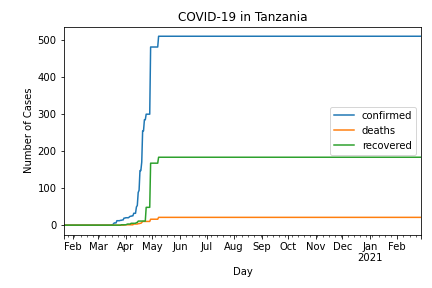 COVID-19 in Tanzania
Number of Cases
500
400
300
200
100
0
confirmed
deaths
recovered
Feb Mar Apr May Jun Jul Aug Sep Oct Nov Dec Jan Feb
2021
Day